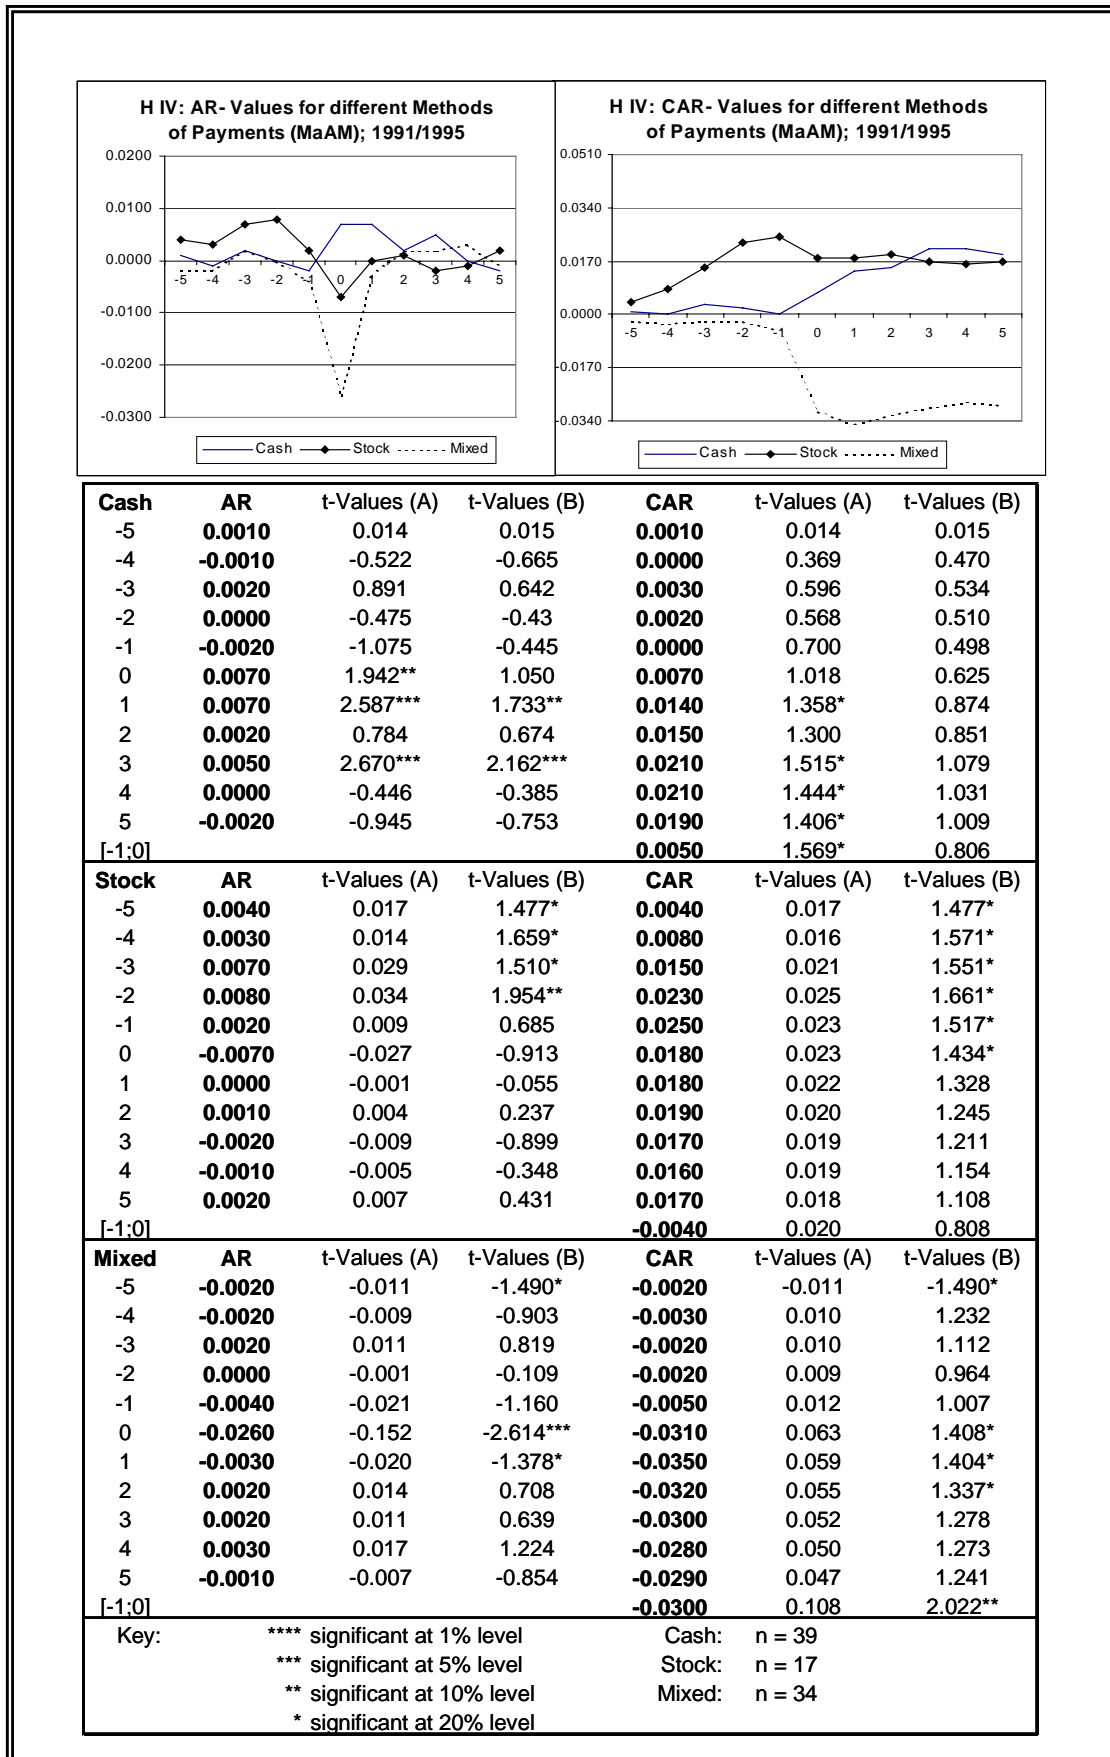 H IV: AR- Values for different Methods
of Payments (MaAM); 1991/1995
0.0200
0.0100
0.0000
-0.0100
-0.0200
-0.0300
-5 -4 -3 -2 -1 0 1 2 3 4 5
Cash Stock Mixed
H IV: CAR- Values for different Methods
of Payments (MaAM); 1991/1995
0.0510
0.0340
0.0170
0.0000
-0.0170
-0.0340
-5 -4 -3 -2 -1 0 1 2 3 4 5
Cash Stock Mixed
Cash AR t-Values (A) t-Values (B) CAR t-Values (A) t-Values (B)
-5 0.0010 0.014 0.015 0.0010 0.014 0.015
-4 -0.0010 -0.522 -0.665 0.0000 0.369 0.470
-3 0.0020 0.891 0.642 0.0030 0.596 0.534
-2 0.0000 -0.475 -0.43 0.0020 0.568 0.510
-1 -0.0020 -1.075 -0.445 0.0000 0.700 0.498
0 0.0070 1.942** 1.050 0.0070 1.018 0.625
1 0.0070 2.587*** 1.733** 0.0140 1.358* 0.874
2 0.0020 0.784 0.674 0.0150 1.300 0.851
3 0.0050 2.670*** 2.162*** 0.0210 1.515* 1.079
4 0.0000 -0.446 -0.385 0.0210 1.444* 1.031
5 -0.0020 -0.945 -0.753 0.0190 1.406* 1.009
[-1;0] 0.0050 1.569* 0.806
Stock AR t-Values (A) t-Values (B) CAR t-Values (A) t-Values (B)
-5 0.0040 0.017 1.477* 0.0040 0.017 1.477*
-4 0.0030 0.014 1.659* 0.0080 0.016 1.571*
-3 0.0070 0.029 1.510* 0.0150 0.021 1.551*
-2 0.0080 0.034 1.954** 0.0230 0.025 1.661*
-1 0.0020 0.009 0.685 0.0250 0.023 1.517*
0 -0.0070 -0.027 -0.913 0.0180 0.023 1.434*
1 0.0000 -0.001 -0.055 0.0180 0.022 1.328
2 0.0010 0.004 0.237 0.0190 0.020 1.245
3 -0.0020 -0.009 -0.899 0.0170 0.019 1.211
4 -0.0010 -0.005 -0.348 0.0160 0.019 1.154
5 0.0020 0.007 0.431 0.0170 0.018 1.108
[-1;0] -0.0040 0.020 0.808
Mixed AR t-Values (A) t-Values (B) CAR t-Values (A) t-Values (B)
-5 -0.0020 -0.011 -1.490* -0.0020 -0.011 -1.490*
-4 -0.0020 -0.009 -0.903 -0.0030 0.010 1.232
-3 0.0020 0.011 0.819 -0.0020 0.010 1.112
-2 0.0000 -0.001 -0.109 -0.0020 0.009 0.964
-1 -0.0040 -0.021 -1.160 -0.0050 0.012 1.007
0 -0.0260 -0.152 -2.614*** -0.0310 0.063 1.408*
1 -0.0030 -0.020 -1.378* -0.0350 0.059 1.404*
2 0.0020 0.014 0.708 -0.0320 0.055 1.337*
3 0.0020 0.011 0.639 -0.0300 0.052 1.278
4 0.0030 0.017 1.224 -0.0280 0.050 1.273
5 -0.0010 -0.007 -0.854 -0.0290 0.047 1.241
[-1;0] -0.0300 0.108 2.022**
Key: **** significant at 1% level Cash: n = 39
*** significant at 5% level Stock: n = 17
** significant at 10% level Mixed: n = 34
* significant at 20% level